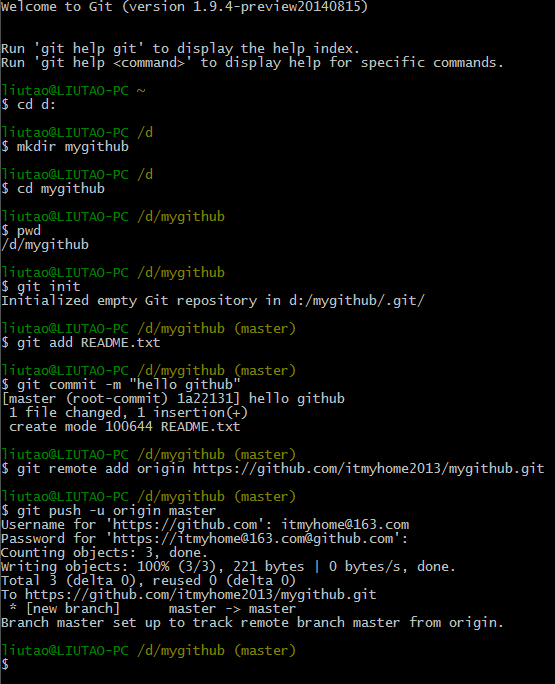 Welcome to Git (version 1.9.4-preview20140815)
Run 'git help git' to display the help index.
Run 'git help <command>' to display help for specific commands.
liutao@LIUTAO-PC ~
$ cd d:
liutao@LIUTAO-PC /d
$ mkdir mygithub
liutao@LIUTAO-PC /d
$ cd mygithub
liutao@LIUTAO-PC /d/mygithub
$ pwd
/d/mygithub
liutao@LIUTAO-PC /d/mygithub
$ git init
Initialized empty Git repository in d:/mygithub/.git/
liutao@LIUTAO-PC /d/mygithub (master)
$ git add README.txt
liutao@LIUTAO-PC /d/mygithub (master)
$ git commit -m "hello github"
[master (root-commit) 1a22131] hello github
 1 file changed, 1 insertion(+)
 create mode 100644 README.txt
liutao@LIUTAO-PC /d/mygithub (master)
$ git remote add origin https://github.com/itmyhome2013/mygithub.git
liutao@LIUTAO-PC /d/mygithub (master)
$ git push -u origin master
Username for 'https://github.com': itmyhome@163.com
Password for 'https://itmyhome@163.com@github.com':
Counting objects: 3, done.
Writing objects: 100% (3/3), 221 bytes | 0 bytes/s, done.
Total 3 (delta 0), reused 0 (delta 0)
To https://github.com/itmyhome2013/mygithub.git
 * [new branch]      master -> master
Branch master set up to track remote branch master from origin.
liutao@LIUTAO-PC /d/mygithub (master)
$